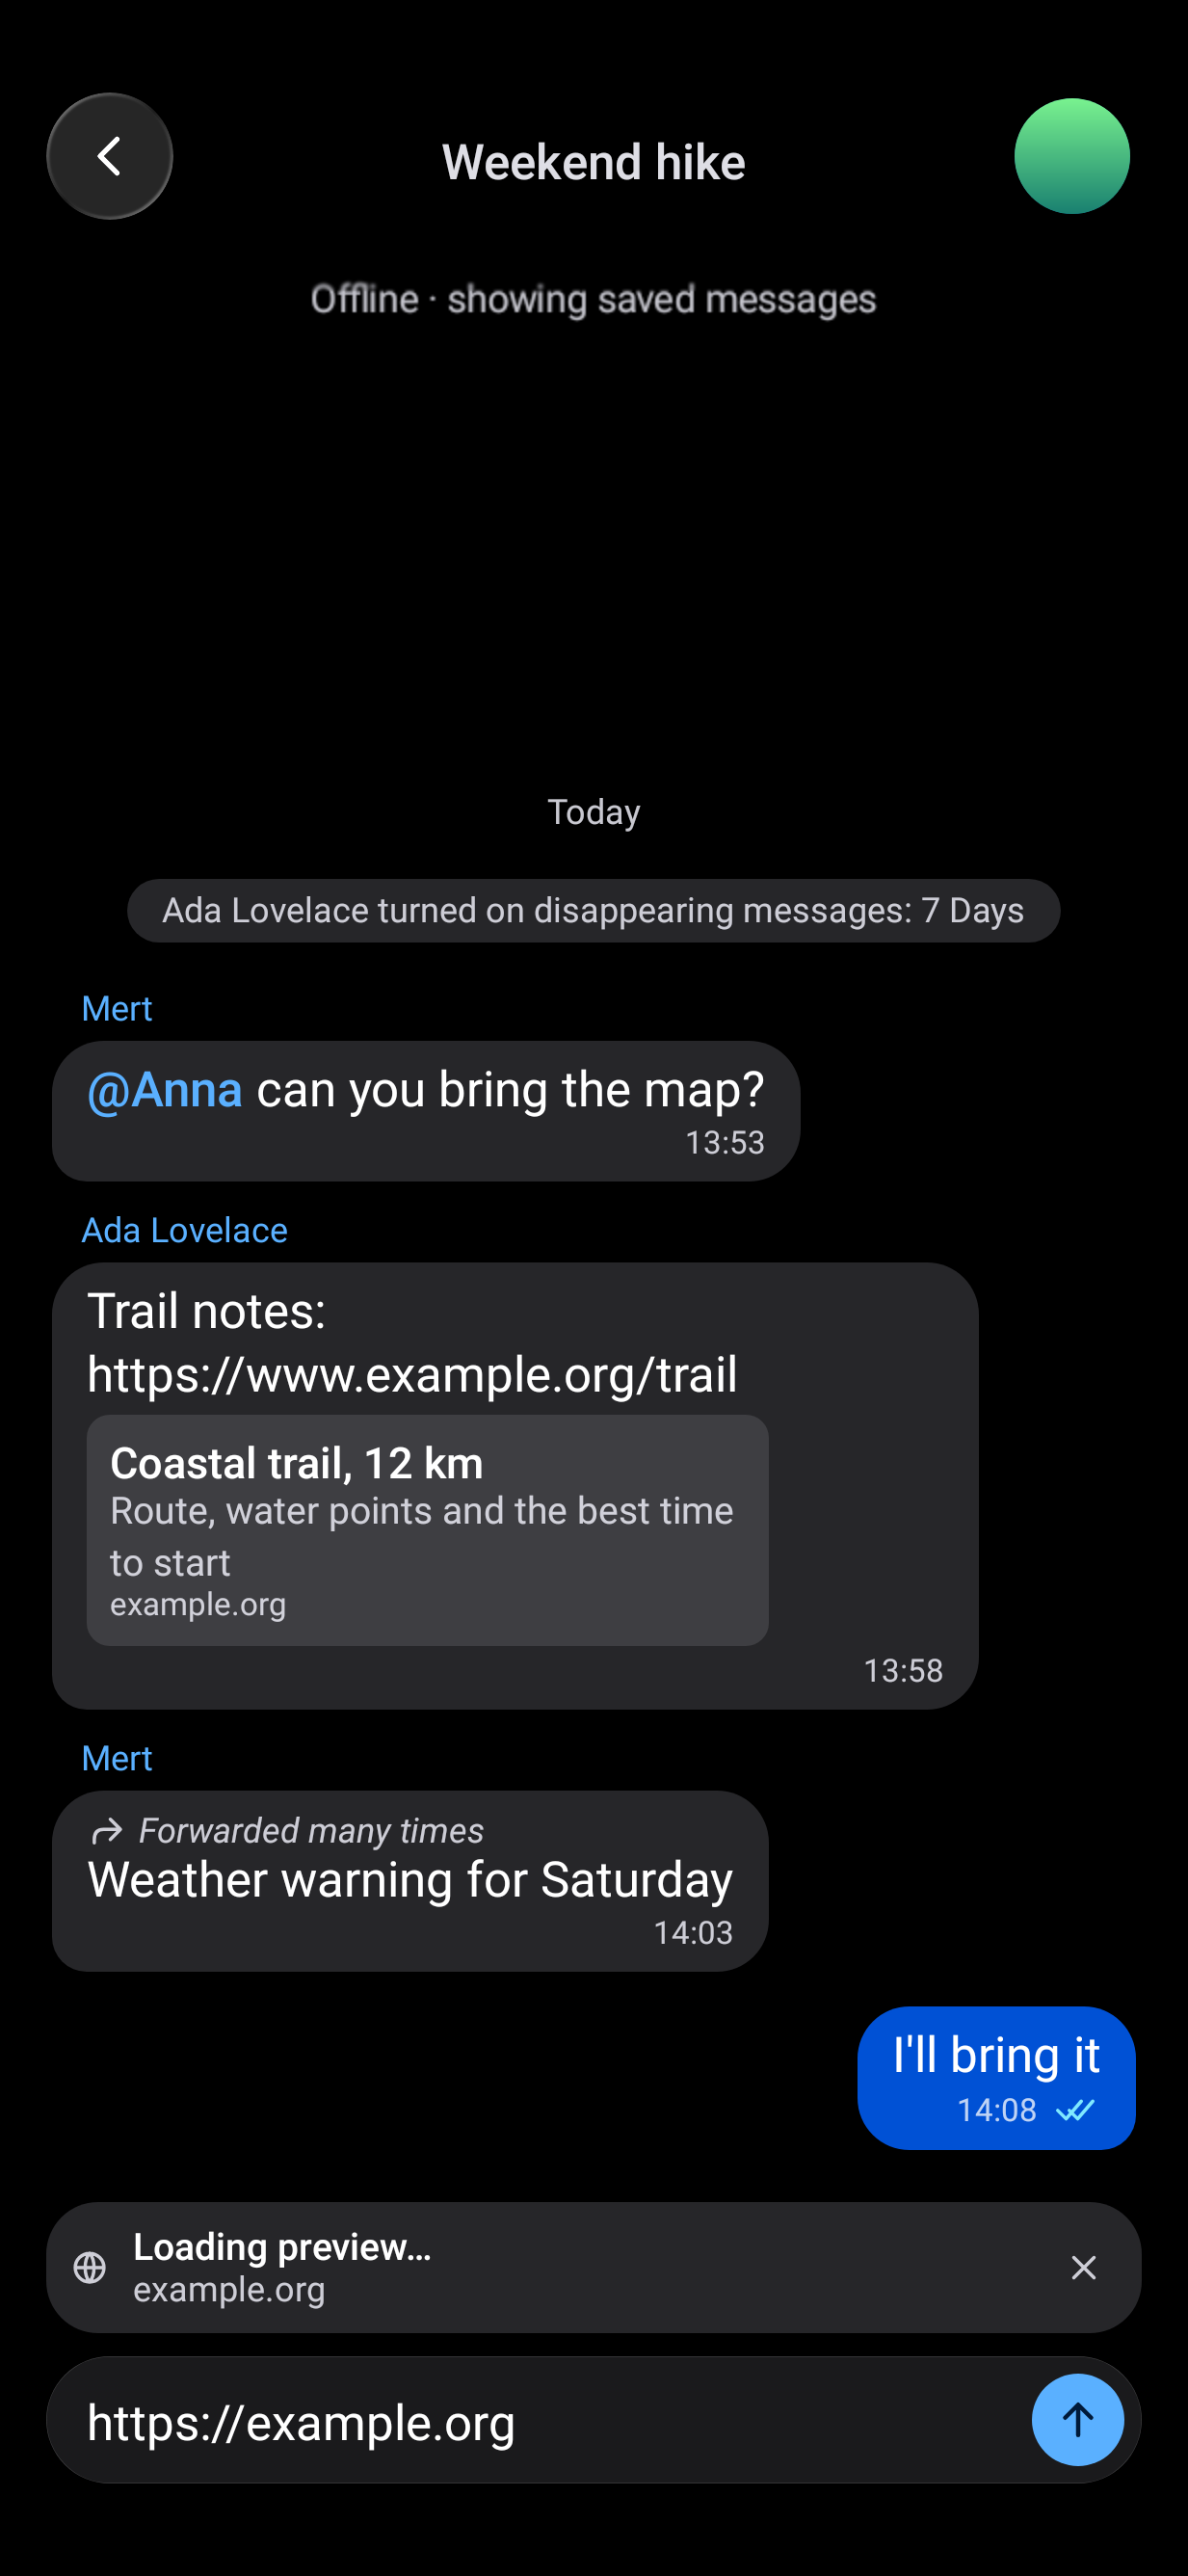 Weekend hike
Offline · showing saved messages
Today
Ada Lovelace turned on disappearing messages: 7 Days
Mert
@Anna can you bring the map?
13:53
Ada Lovelace
Trail notes:
https://www.example.org/trail
Coastal trail, 12 km
Route, water points and the best time
to start
example.org
13:58
Mert
Forwarded many times
Weather warning for Saturday
14:03
I'll bring it
14:08
Loading preview…
example.org
https://example.org